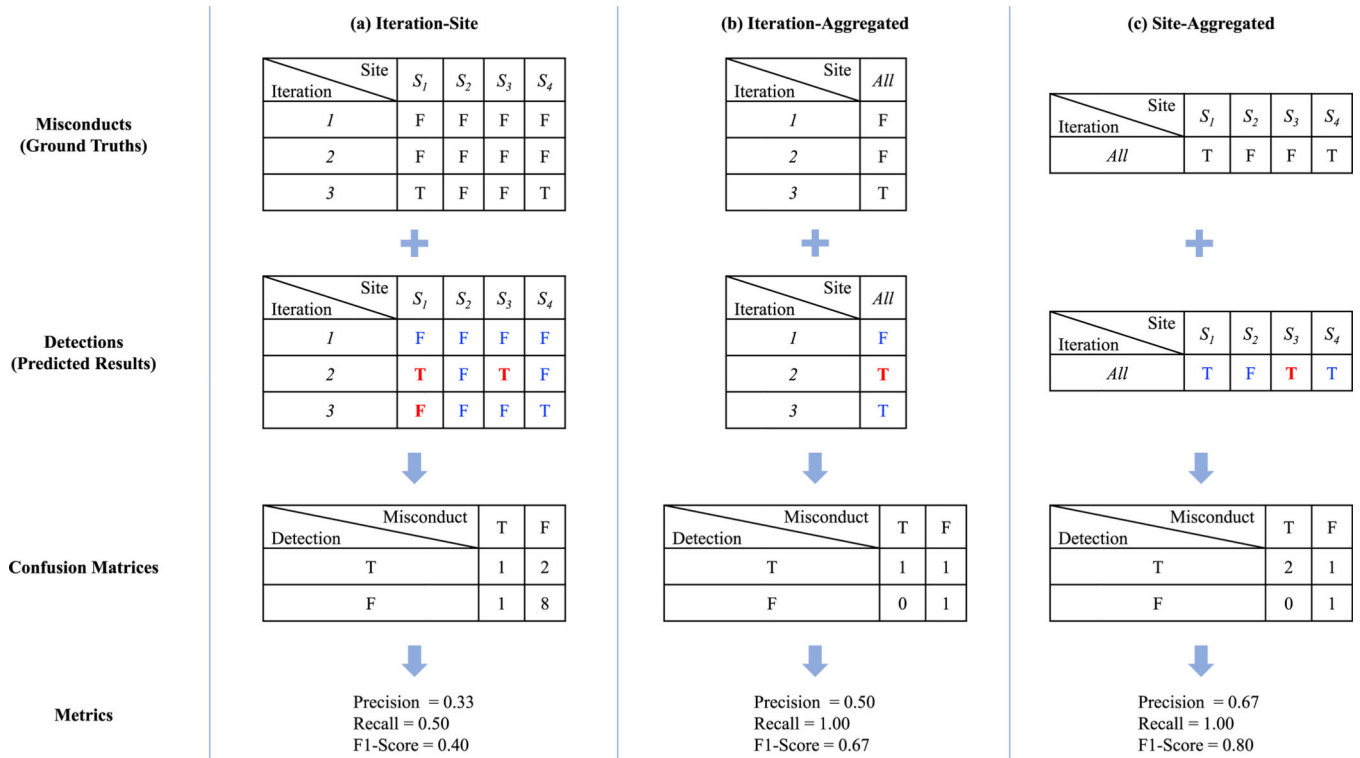 (a) Iteration-Site
(b) Iteration-Aggregated
(c) Site-Aggregated
Misconducts
(Ground Truths)
Site
Iteration
S1 S2 S3 S4
1 F F F F
2 F F F F
3 T F F T
Site
Iteration
All
1 F
2 F
3 T
Site
Iteration
S1 S2 S3 S4
All T F F T
Detections
(Predicted Results)
Site
Iteration
S1 S2 S3 S4
1 F F F F
2 T F T F
3 F F F T
Site
Iteration
All
1 F
2 T
3 T
Site
Iteration
S1 S2 S3 S4
All T F T T
Confusion Matrices
Misconduct
Detection
T F
T 1 2
F 1 8
Misconduct
Detection
T F
T 1 1
F 0 1
Misconduct
Detection
T F
T 2 1
F 0 1
Metrics
Precision = 0.33
Recall = 0.50
F1-Score = 0.40
Precision = 0.50
Recall = 1.00
F1-Score = 0.67
Precision = 0.67
Recall = 1.00
F1-Score = 0.80